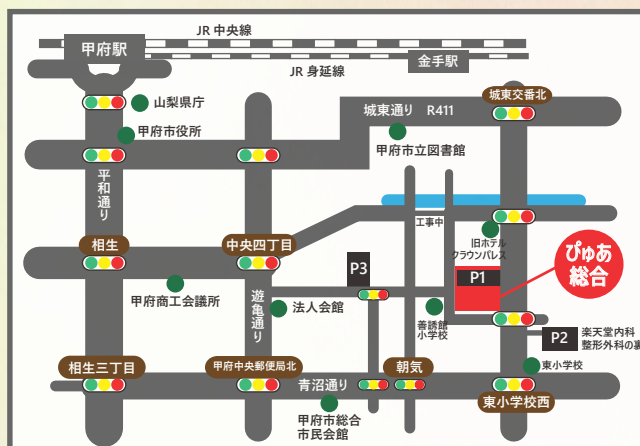 JR 中央線
甲府駅
金手駅
JR 身延線
城東交番北
山梨県庁
城東通り R411
甲府市役所
甲府市立図書館
平和通り
工事中
相生
中央四丁目
旧ホテル
クラウンパレス
ぴゅあ
総合
P3
P1
甲府商工会議所
遊亀通り
法人会館
善誘館
小学校
P2
楽天堂内科
整形外科の裏
相生三丁目
甲府中央郵便局北
朝気
東小学校
青沼通り
東小学校西
甲府市総合
市民会館